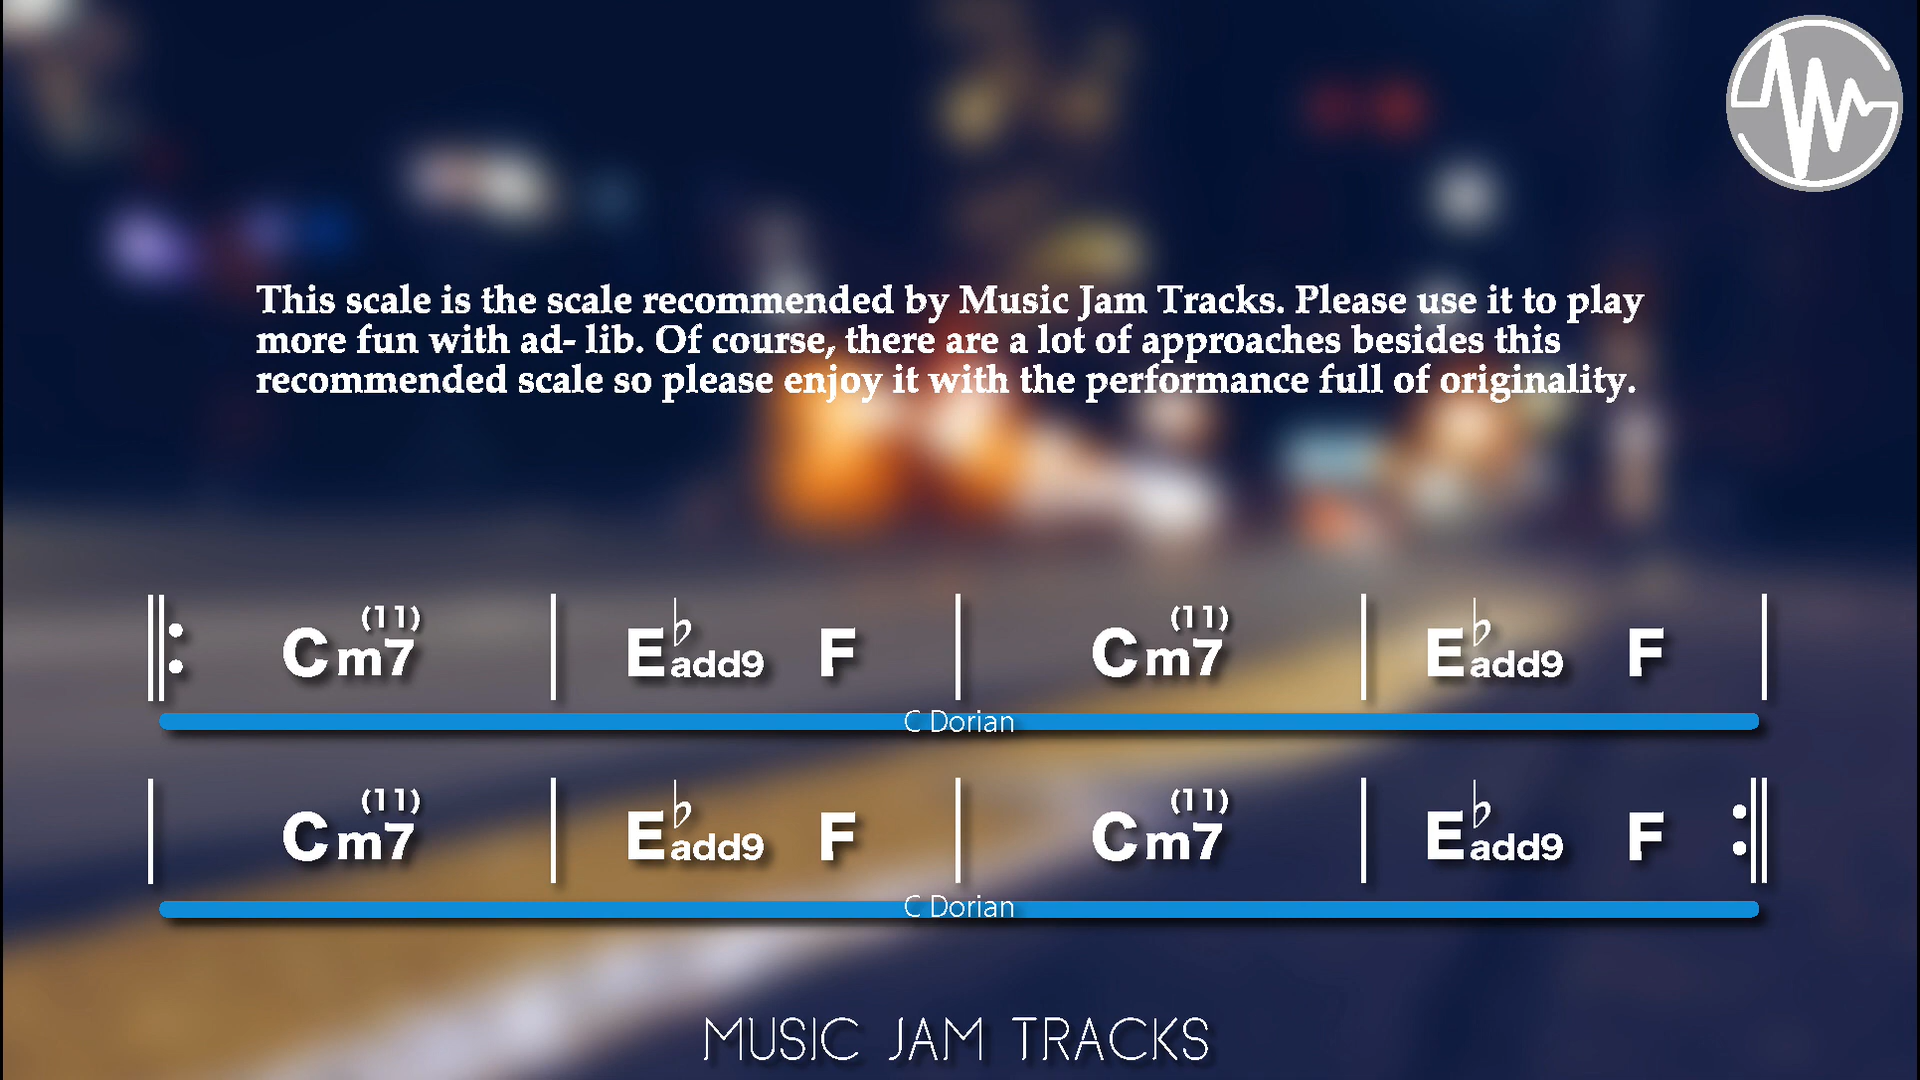 This scale is the scale recommended by Music Jam Tracks. Please use it to play
more fun with ad- lib. Of course, there are a lot of approaches besides this
recommended scale so please enjoy it with the performance full of originality.
Cm7(11) E♭add9 F Cm7(11) E♭add9 F
C Dorian
Cm7(11) E♭add9 F Cm7(11) E♭add9 F
C Dorian
MUSIC JAM TRACKS